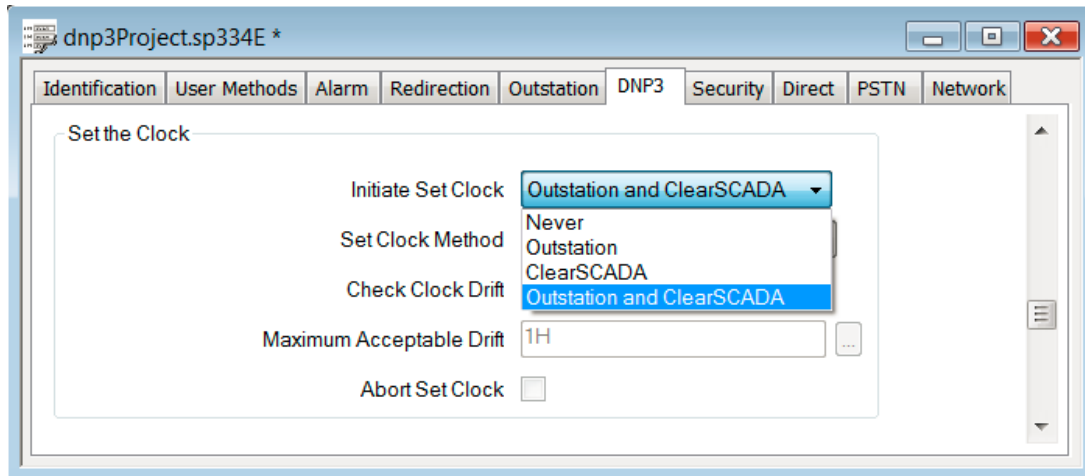 dnp3Project.sp334E *
Identification User Methods Alarm Redirection Outstation DNP3 Security Direct PSTN Network
Set the Clock
Initiate Set Clock Outstation and ClearSCADA
Never
Set Clock Method
Outstation
ClearSCADA
Check Clock Drift
Outstation and ClearSCADA
Maximum Acceptable Drift 1H ...
Abort Set Clock